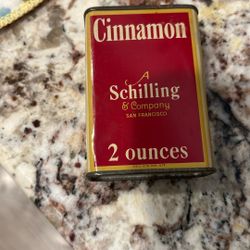 Cinnamon
A
Schilling
& Company
SAN FRANCISCO
2 ounces